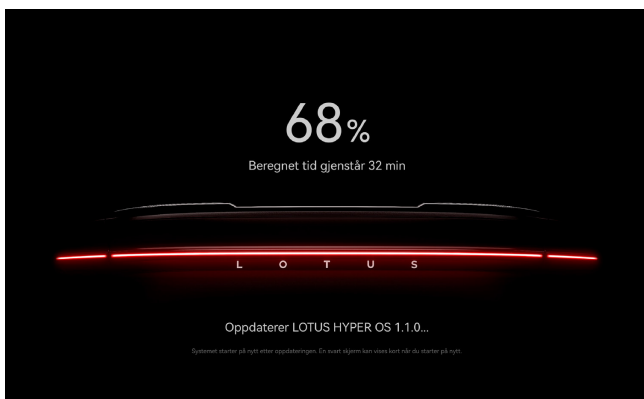 68%
Beregnet tid gjenstår 32 min
L O T U S
Oppdaterer LOTUS HYPER OS 1.1.0...
Systemet starter på nytt etter oppdateringen. En svart skjerm kan vises kort når du starter på nytt.